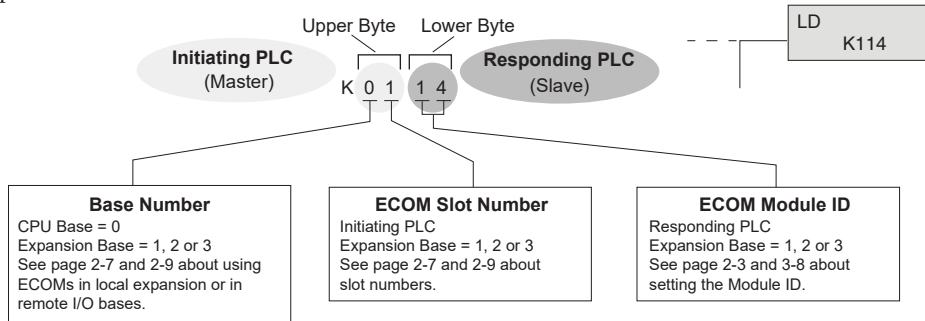 Upper Byte Lower Byte
LD
K114
Initiating PLC
(Master)
K 0 1 1 4
Responding PLC
(Slave)
Base Number
CPU Base = 0
Expansion Base = 1, 2 or 3
See page 2-7 and 2-9 about using
ECOMs in local expansion or in
remote I/O bases.
ECOM Slot Number
Initiating PLC
Expansion Base = 1, 2 or 3
See page 2-7 and 2-9 about
slot numbers.
ECOM Module ID
Responding PLC
Expansion Base = 1, 2 or 3
See page 2-3 and 3-8 about
setting the Module ID.